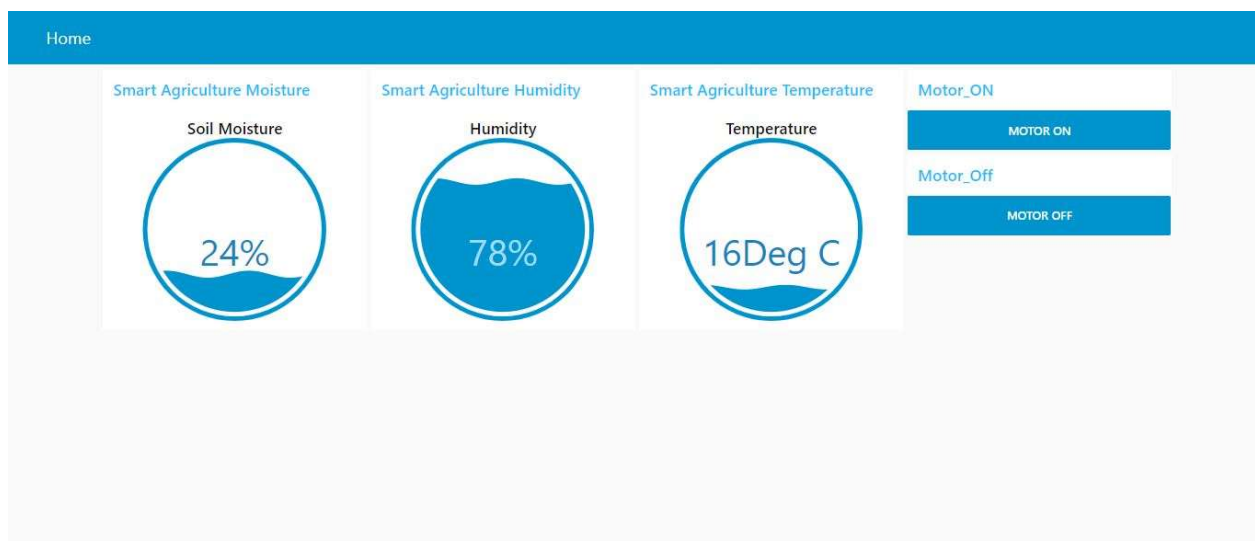 Home
Smart Agriculture Moisture
Soil Moisture
24%
Smart Agriculture Humidity
Humidity
78%
Smart Agriculture Temperature
Temperature
16Deg C
Motor_ON
MOTOR ON
Motor_Off
MOTOR OFF